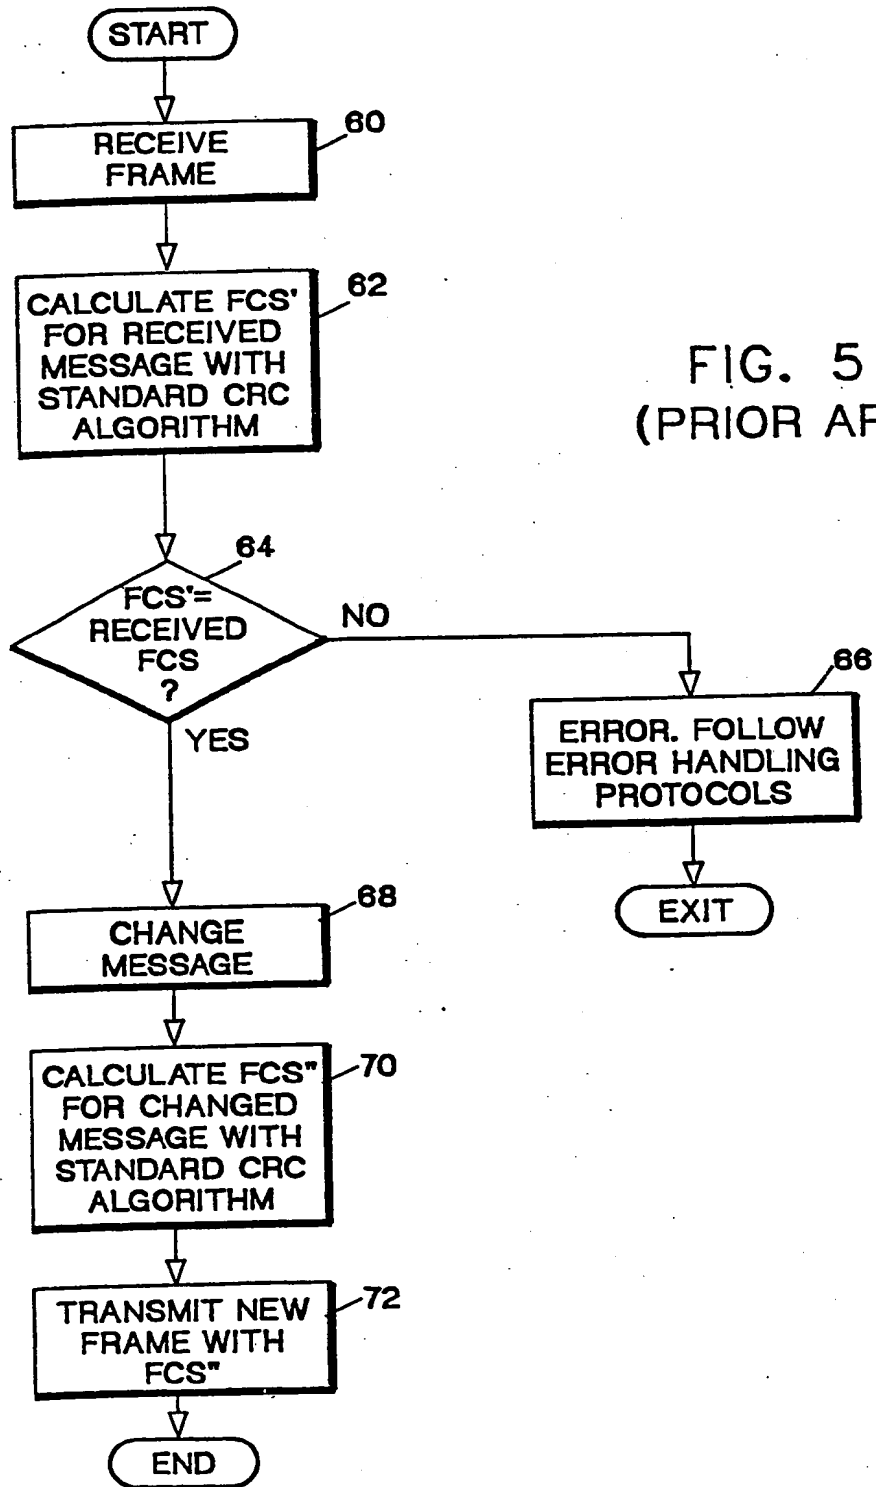 START
60
RECEIVE
FRAME
62
CALCULATE FCS'
FOR RECEIVED
MESSAGE WITH
STANDARD CRC
ALGORITHM
FIG. 5
(PRIOR AR
64
FCS'=
RECEIVED
FCS
?
NO
YES
66
ERROR. FOLLOW
ERROR HANDLING
PROTOCOLS
EXIT
68
CHANGE
MESSAGE
70
CALCULATE FCS"
FOR CHANGED
MESSAGE WITH
STANDARD CRC
ALGORITHM
72
TRANSMIT NEW
FRAME WITH
FCS"
END